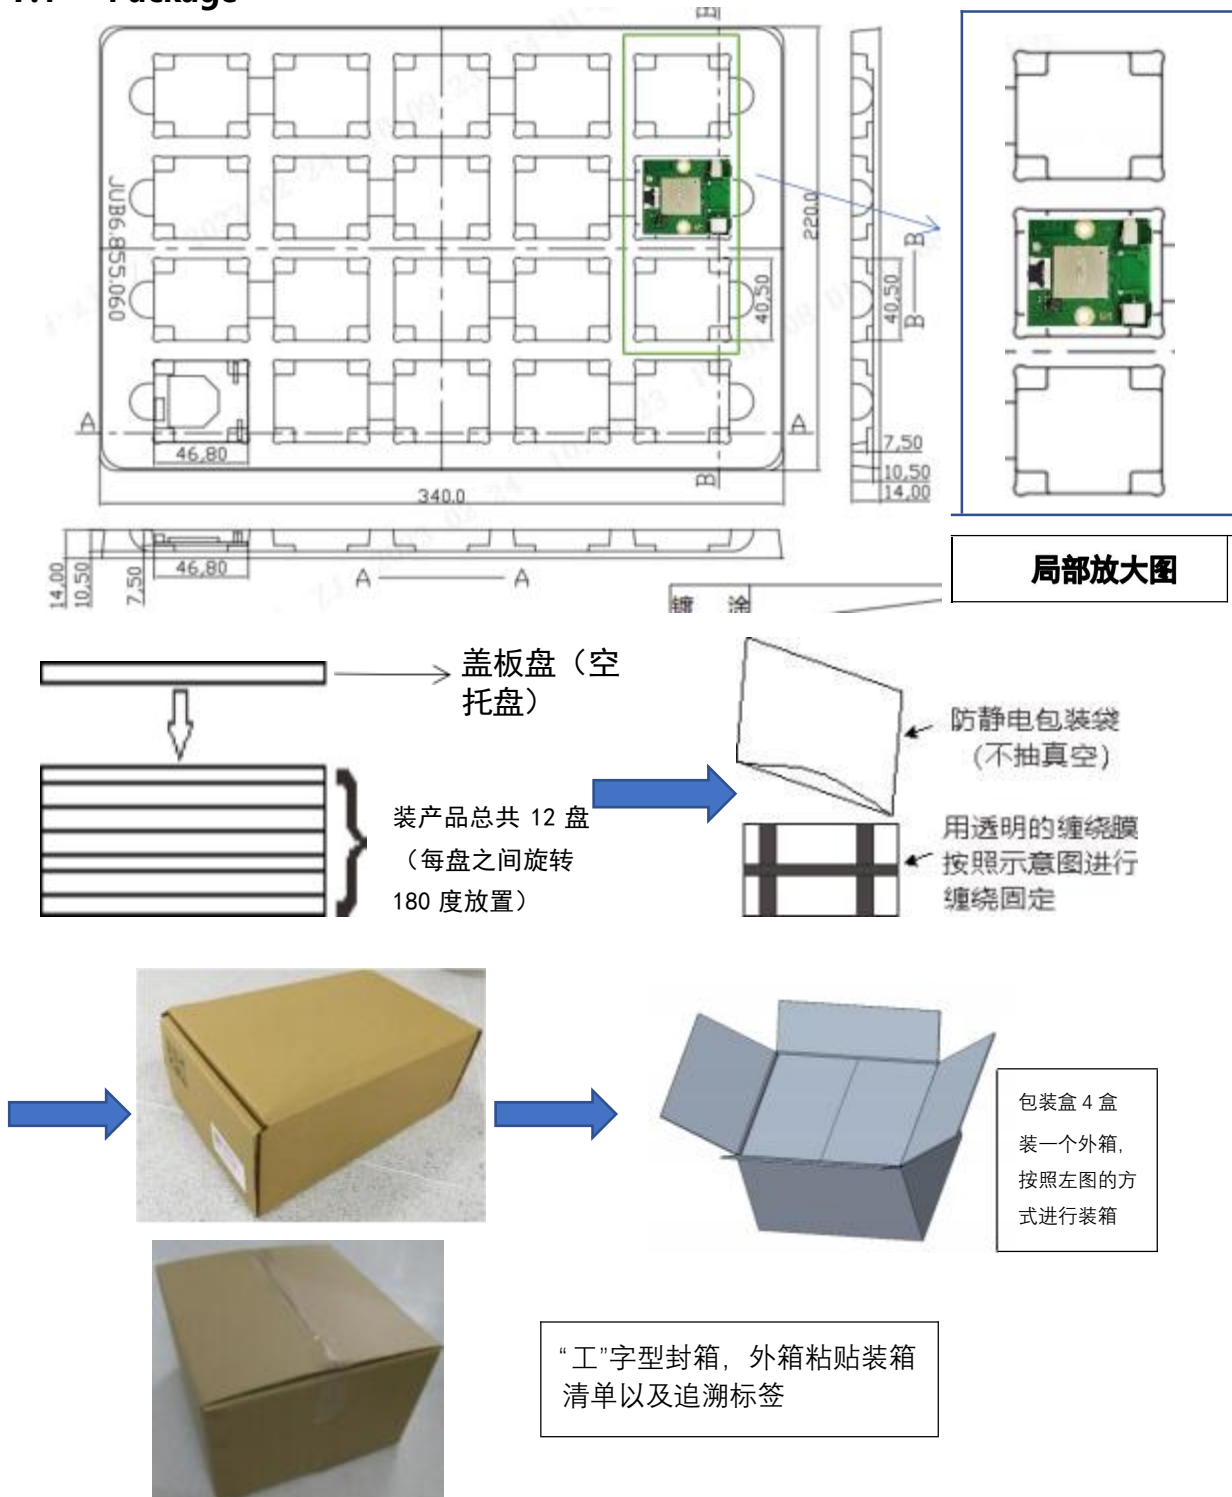 Package
B
JUB6.855.060
220.0
40,50
40,50
B
B
A
A
46,80
7,50
10,50
14,00
340.0
B
14,00
10,50
7,50
46,80
A
A
镀 涂
局部放大图
盖板盘（空
托盘）
防静电包装袋
(不抽真空)
装产品总共 12 盘
（每盘之间旋转
180 度放置）
用透明的缠绕膜
按照示意图进行
缠绕固定
包装盒 4 盒
装一个外箱，
按照左图的方
式进行装箱
“工”字型封箱，外箱粘贴装箱
清单以及追溯标签